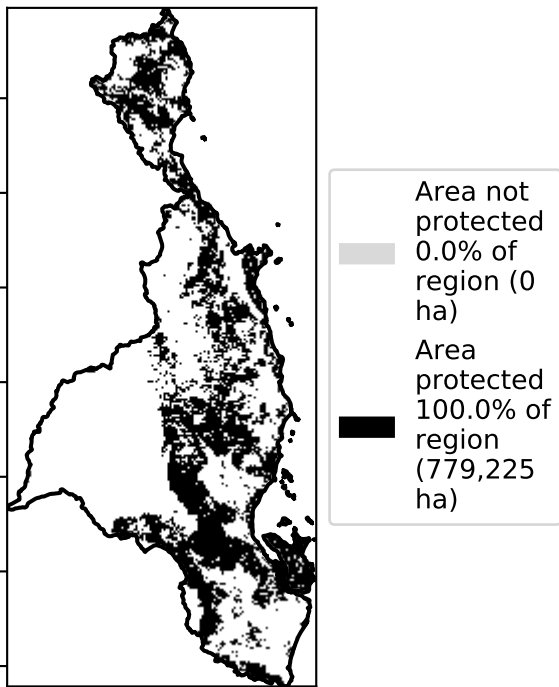 Area not
protected
0.0% of
region (0
ha)
Area
protected
100.0% of
region
(779,225
ha)